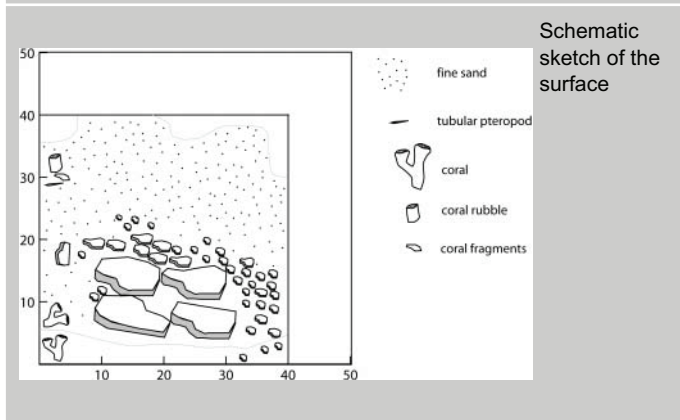 Schematic
sketch of the
surface
50
40
30
20
10
10 20 30 40 50
fine sand
tubular pteropod
coral
coral rubble
coral fragments